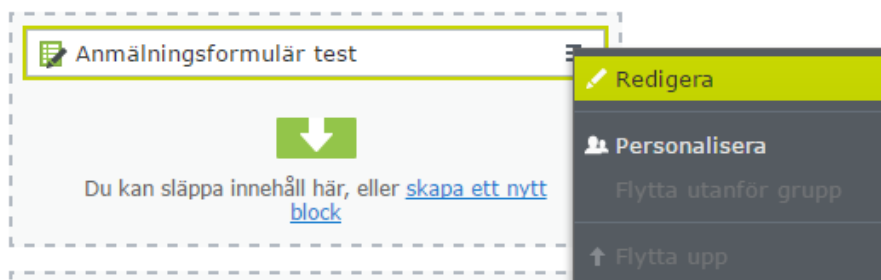 Anmälningsformulär test
Du kan släppa innehåll här, eller skapa ett nytt
block
Redigera
Personalisera
Flytta utanför grupp
Flytta upp